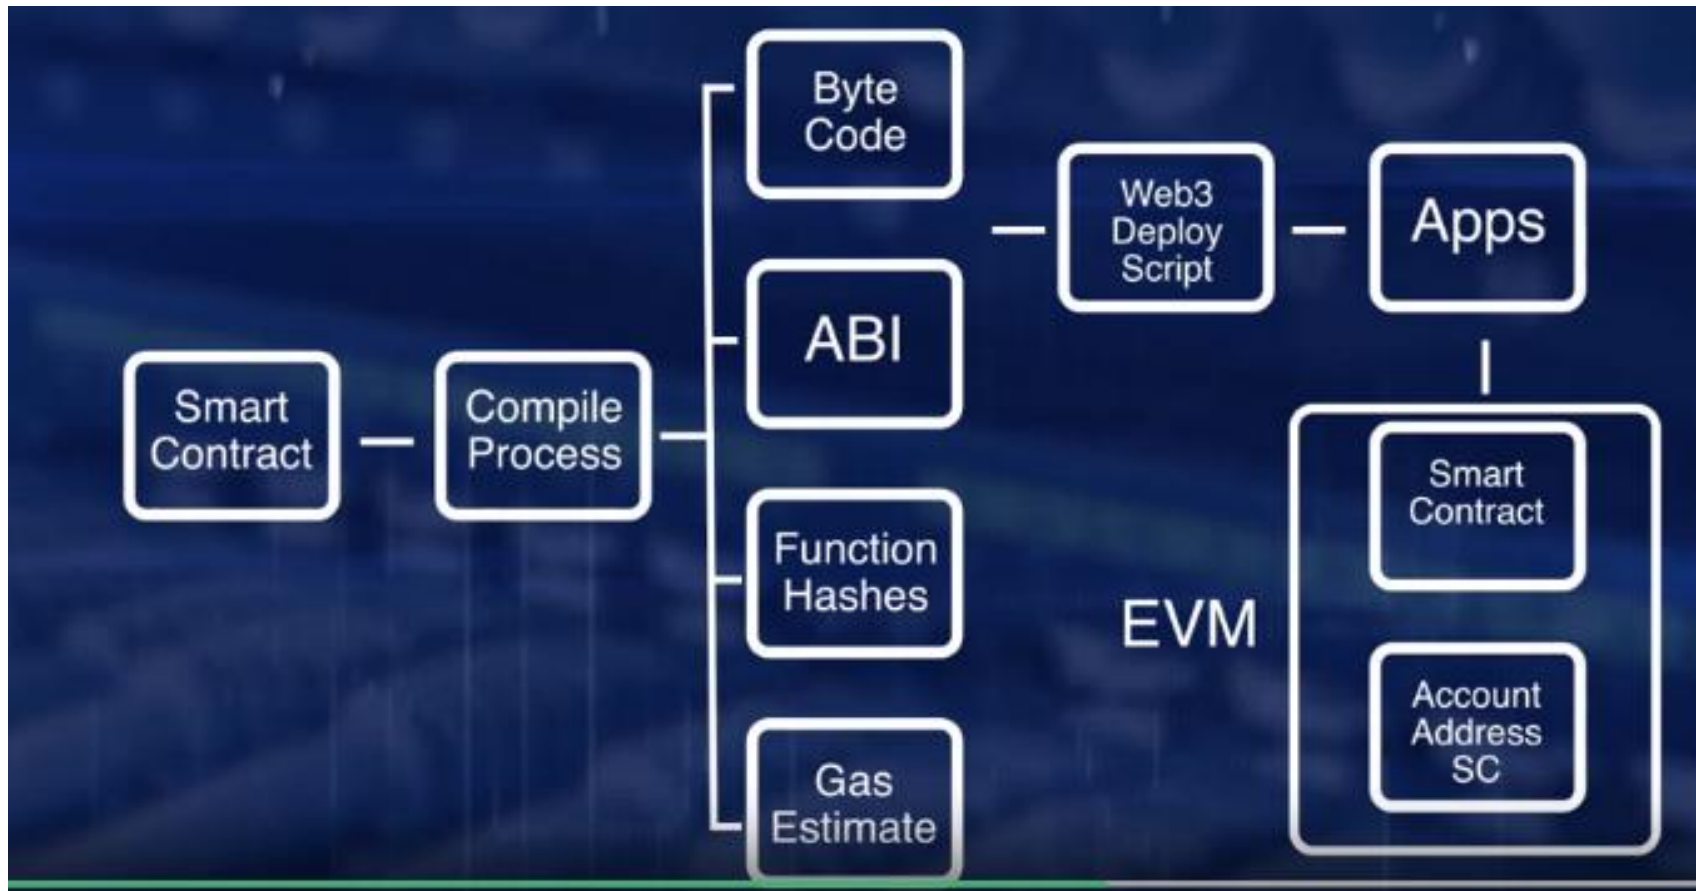 Smart
Contract
Compile
Process
Byte
Code
ABI
Function
Hashes
Gas
Estimate
Web3
Deploy
Script
Apps
EVM
Smart
Contract
Account
Address
SC